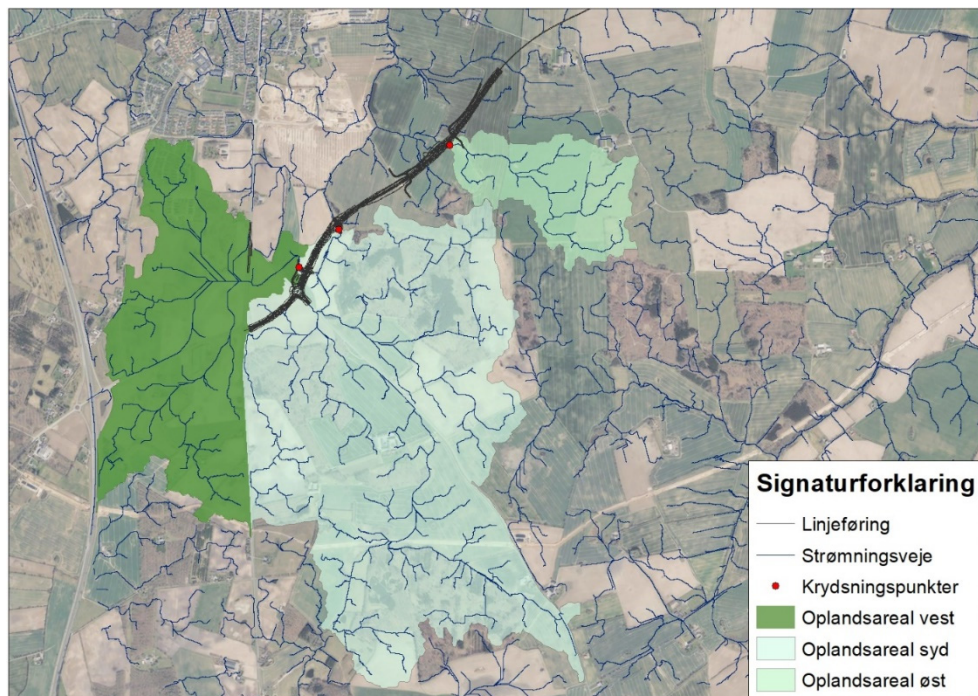 Signaturforklaring
Linjeføring
Strømningsveje
Krydsningspunkter
Oplandsareal vest
Oplandsareal syd
Oplandsareal øst